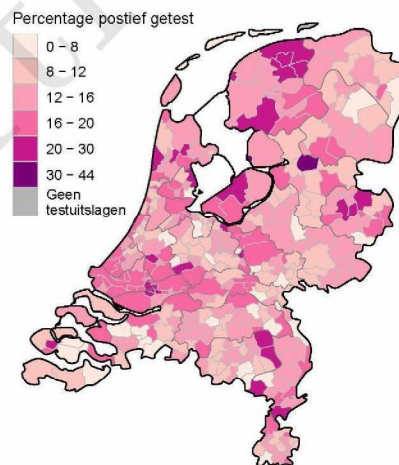 Percentage postief getest
0 – 8
8 – 12
12 – 16
16 – 20
20 – 30
30 – 44
Geen
testuitslagen